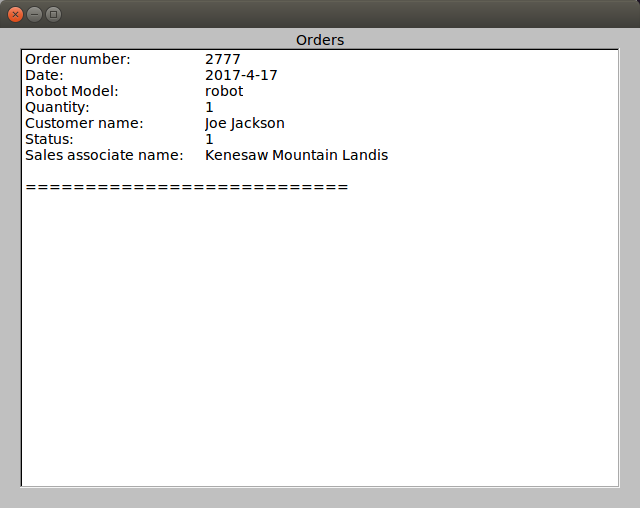 Orders
Order number: 2777
Date: 2017-4-17
Robot Model: robot
Quantity: 1
Customer name: Joe Jackson
Status: 1
Sales associate name: Kenesaw Mountain Landis
===========================